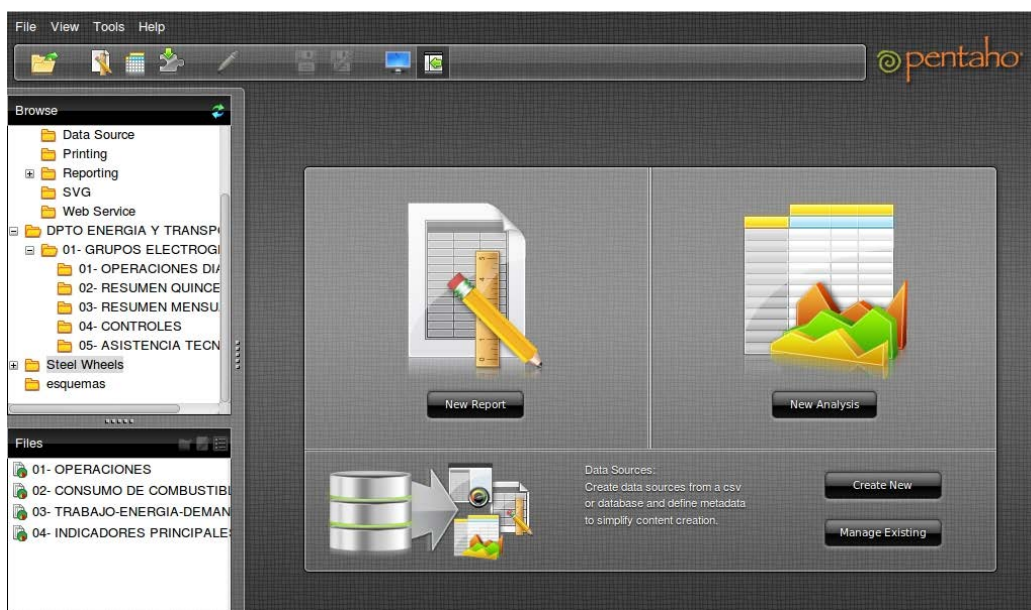 File View Tools Help
pentaho
Browse
Data Source
Printing
Reporting
SVG
Web Service
DPTO ENERGIA Y TRANSP
01- GRUPOS ELECTROG
01- OPERACIONES DIA
02- RESUMEN QUINCE
03- RESUMEN MENSU
04- CONTROLES
05- ASISTENCIA TECN
Steel Wheels
esquemas
Files
01- OPERACIONES
02- CONSUMO DE COMBUSTIBL
03- TRABAJO-ENERGIA-DEMAN
04- INDICADORES PRINCIPALE
New Report
New Analysis
Data Sources:
Create data sources from a csv
or database and define metadata
to simplify content creation.
Create New
Manage Existing